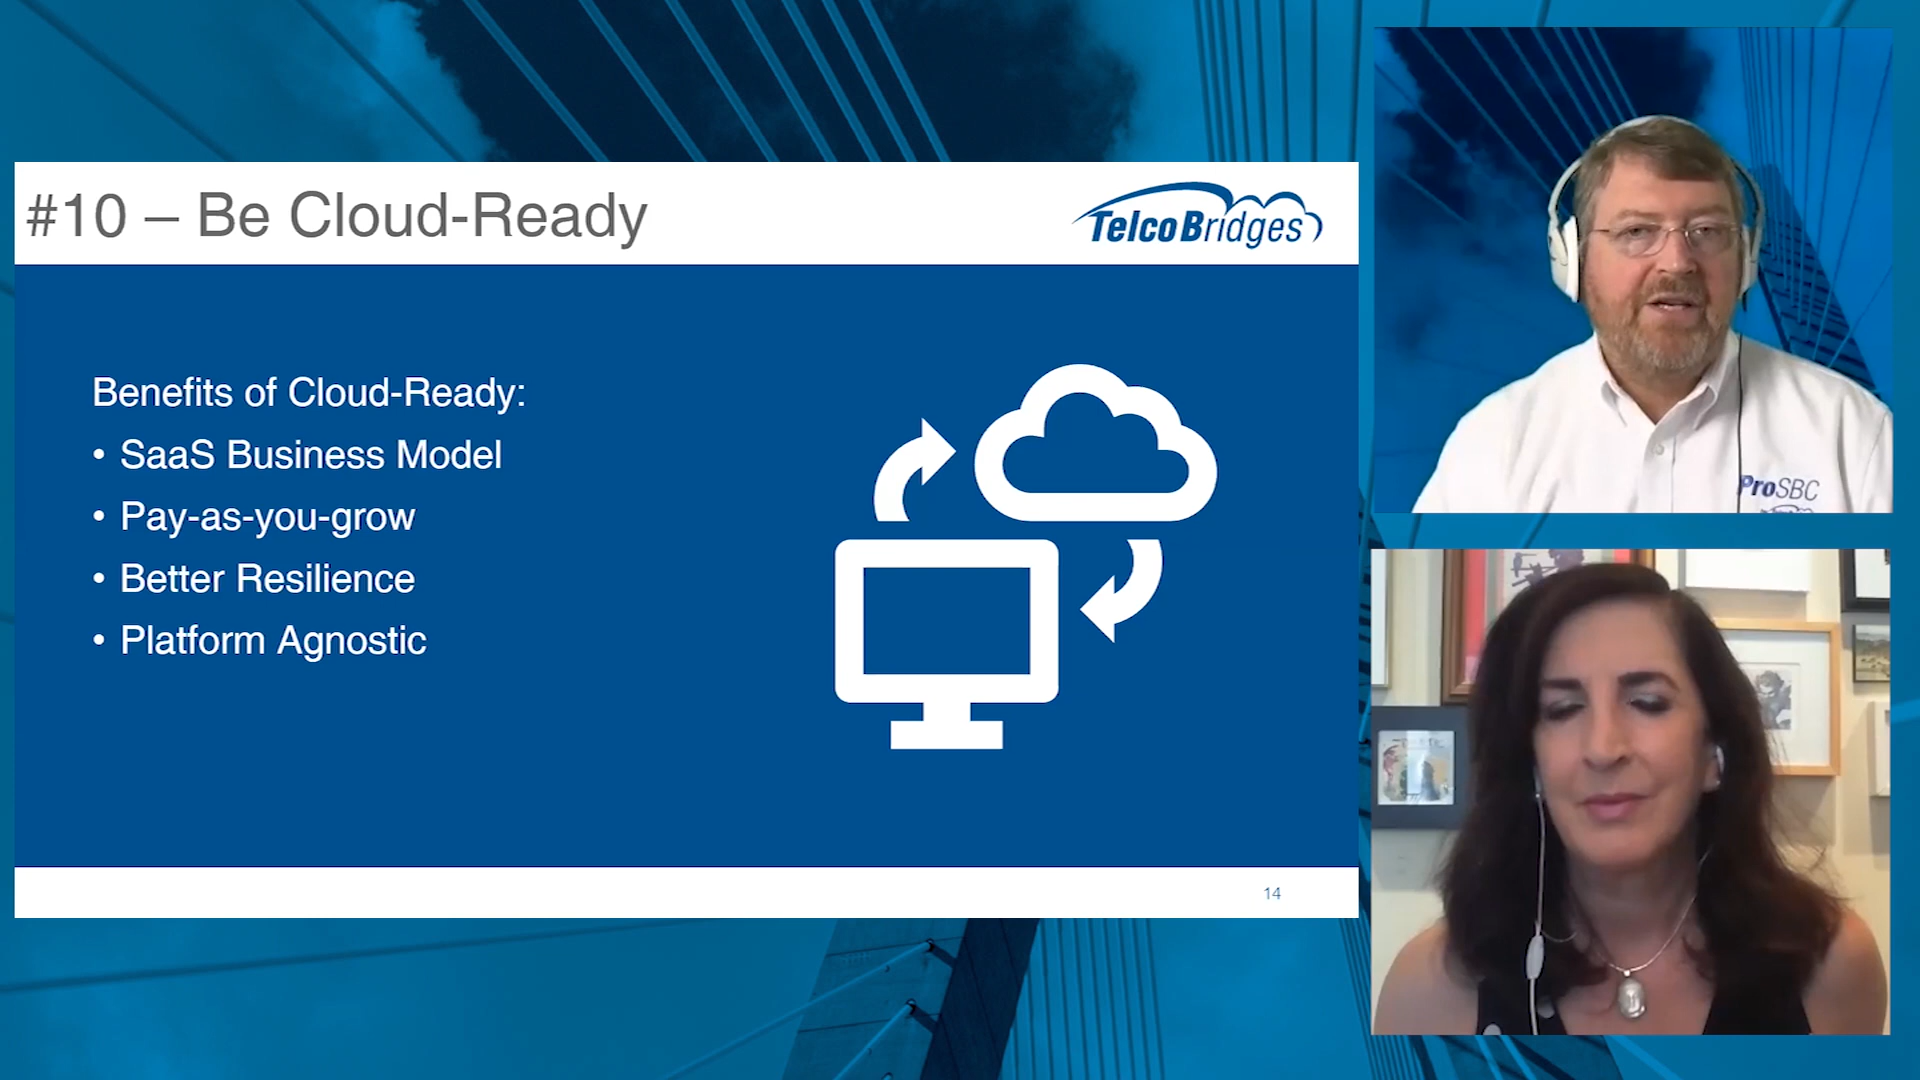 #10 – Be Cloud-Ready
TelcoBridges
Benefits of Cloud-Ready:
• SaaS Business Model
• Pay-as-you-grow
• Better Resilience
• Platform Agnostic
14
ProSBC